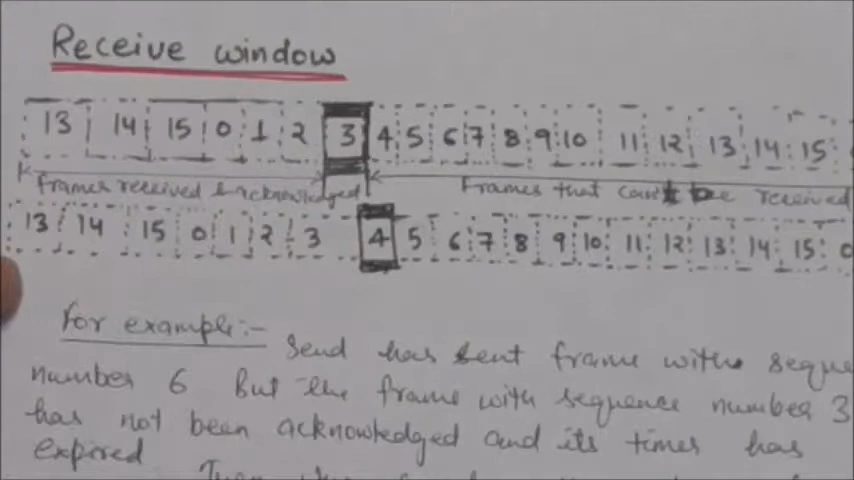 Receive window
13 14 15 0 1 2 3 4 5 6 7 8 9 10 11 12 13 14 15
frames received & acknowledged Frames that can't be received
13 14 15 0 1 2 3 4 5 6 7 8 9 10 11 12 13 14 15 0
For example:- Send has sent frame with seque
number 6 But the frame with sequence number 3
has not been acknowledged and its times has
expired